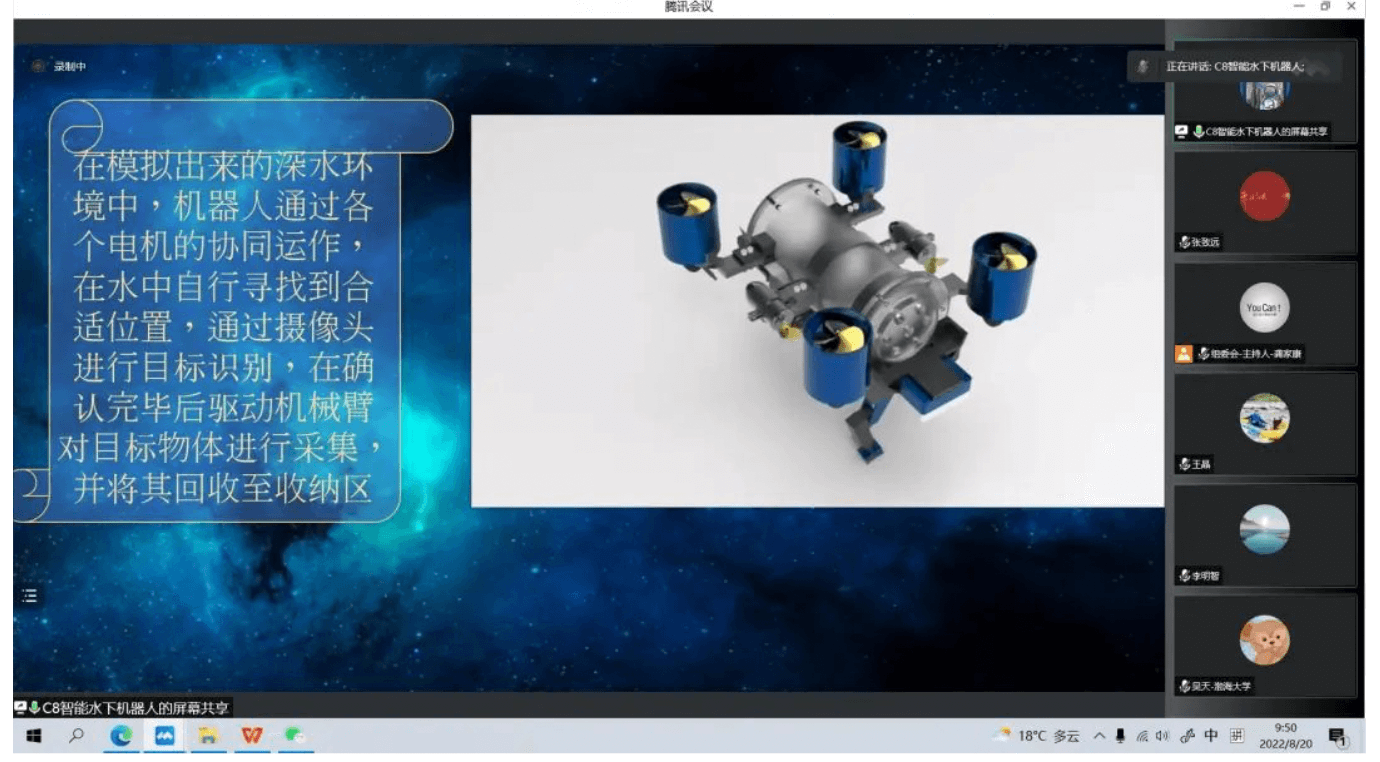 腾讯会议
录制中
正在讲话: C8智能水下机器人;
在模拟出来的深水环
境中，机器人通过各
个电机的协同运作，
在水中自行寻找到合
适位置，通过摄像头
进行目标识别，在确
认完毕后驱动机械臂
对目标物体进行采集，
并将其回收至收纳区
C8智能水下机器人的屏幕共享
张致远
You Can !
组委会-主持人-龚家康
王晶
李明智
吴天-渤海大学
C8智能水下机器人的屏幕共享
18°C 多云
中
拼
9:50
2022/8/20
1